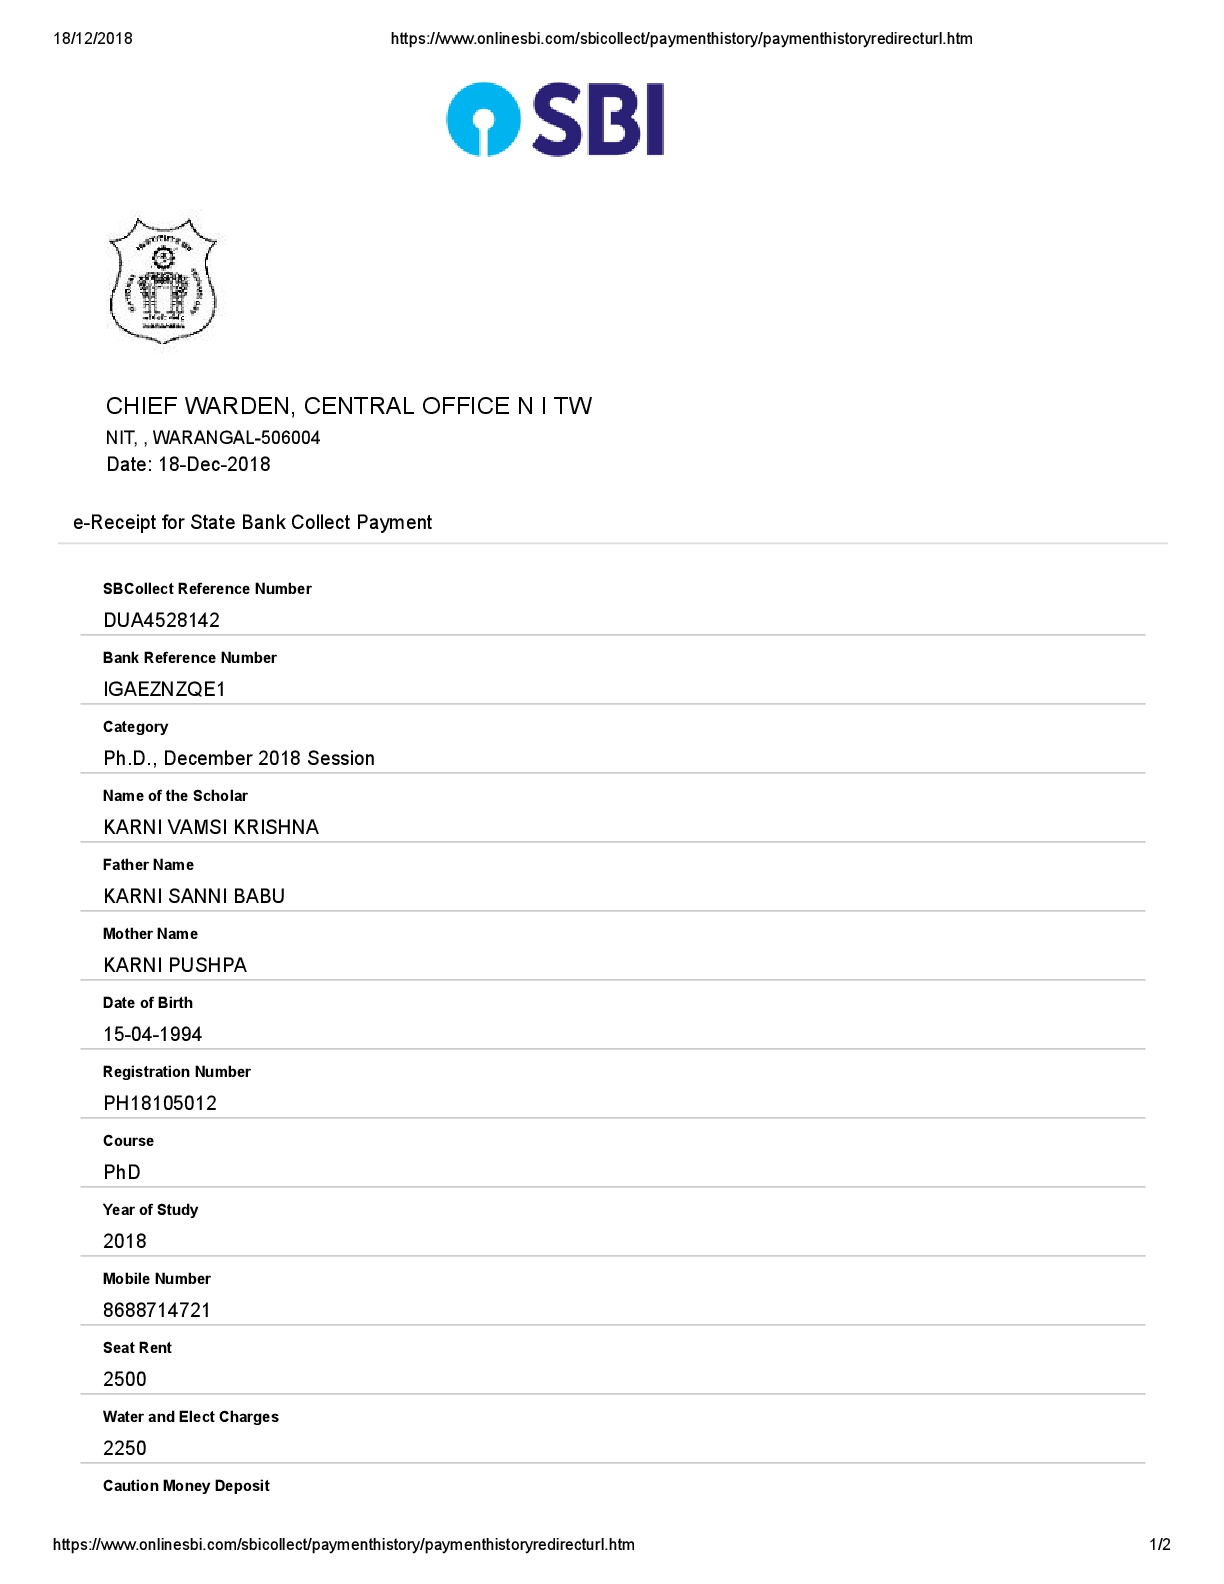 18/12/2018 https://www.onlinesbi.com/sbicollect/paymenthistory/paymenthistoryredirecturl.htm
SBI
CHIEF WARDEN, CENTRAL OFFICE N I TW
NIT, , WARANGAL-506004
Date: 18-Dec-2018
e-Receipt for State Bank Collect Payment
SBCollect Reference Number
DUA4528142
Bank Reference Number
IGAEZNZQE1
Category
Ph.D., December 2018 Session
Name of the Scholar
KARNI VAMSI KRISHNA
Father Name
KARNI SANNI BABU
Mother Name
KARNI PUSHPA
Date of Birth
15-04-1994
Registration Number
PH18105012
Course
PhD
Year of Study
2018
Mobile Number
8688714721
Seat Rent
2500
Water and Elect Charges
2250
Caution Money Deposit
https://www.onlinesbi.com/sbicollect/paymenthistory/paymenthistoryredirecturl.htm 1/2